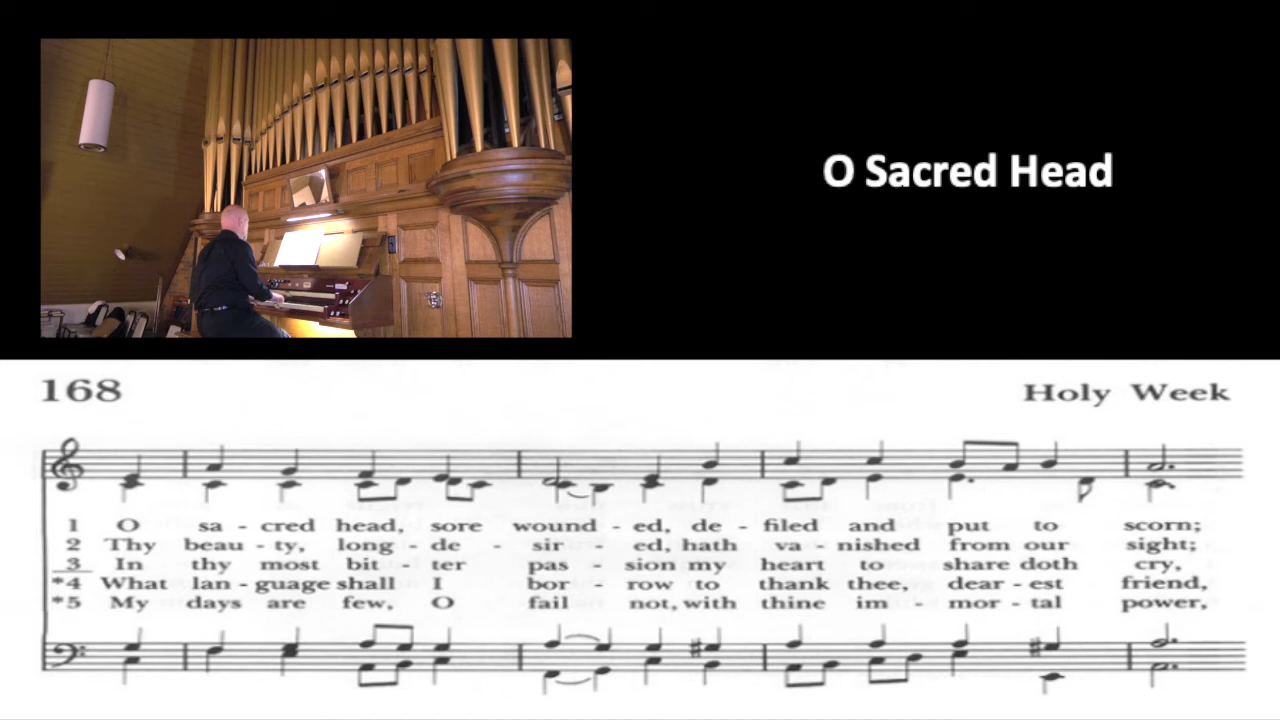 O Sacred Head
168
Holy Week
1 O sa - cred head, sore wound - ed, de - filed and put to scorn;
2 Thy beau - ty, long - de - sir - ed, hath va - nished from our sight;
3 In thy most bit ter pas - sion my heart to share doth cry,
*4 What lan - guage shall I bor - row to thank thee, dear - est friend,
*5 My days are few, O fail not, with thine im - mor - tal power,